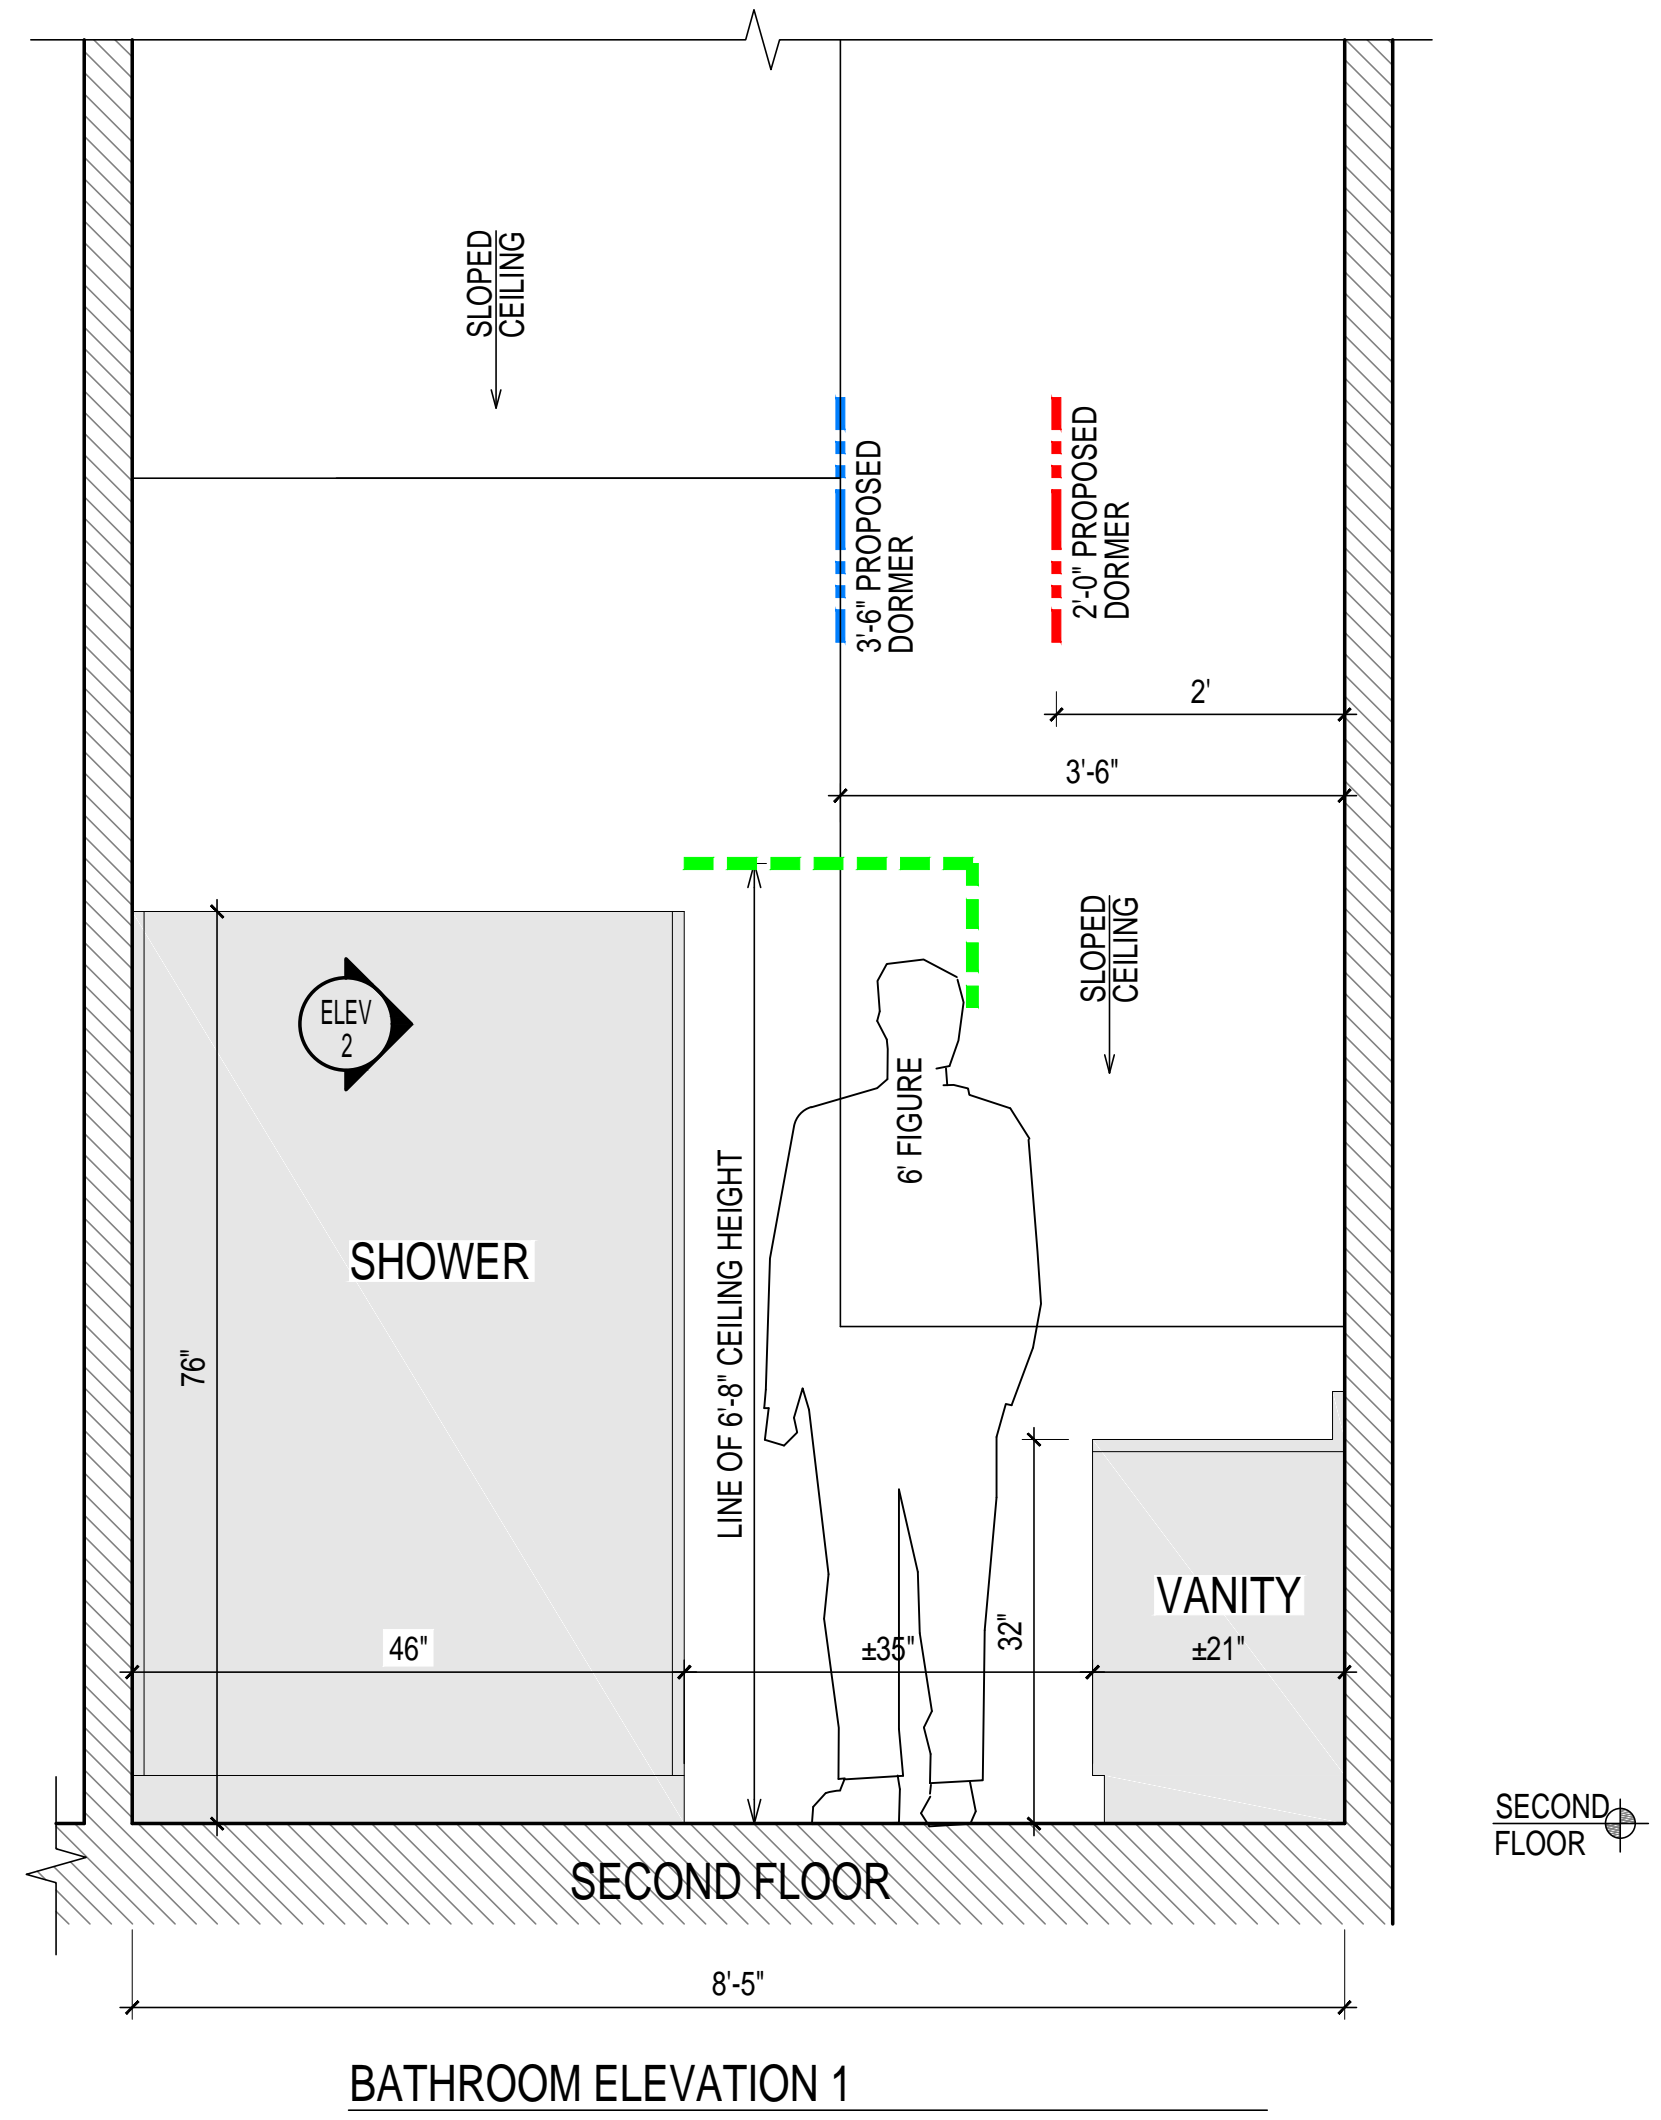 SLOPED
CEILING
3'-6" PROPOSED
DORMER
2'-0" PROPOSED
DORMER
2'
3'-6"
SLOPED
CEILING
ELEV
2
6' FIGURE
LINE OF 6'-8" CEILING HEIGHT
SHOWER
76"
VANITY
32"
46"
±35"
±21"
SECOND
FLOOR
SECOND FLOOR
8'-5"
BATHROOM ELEVATION 1